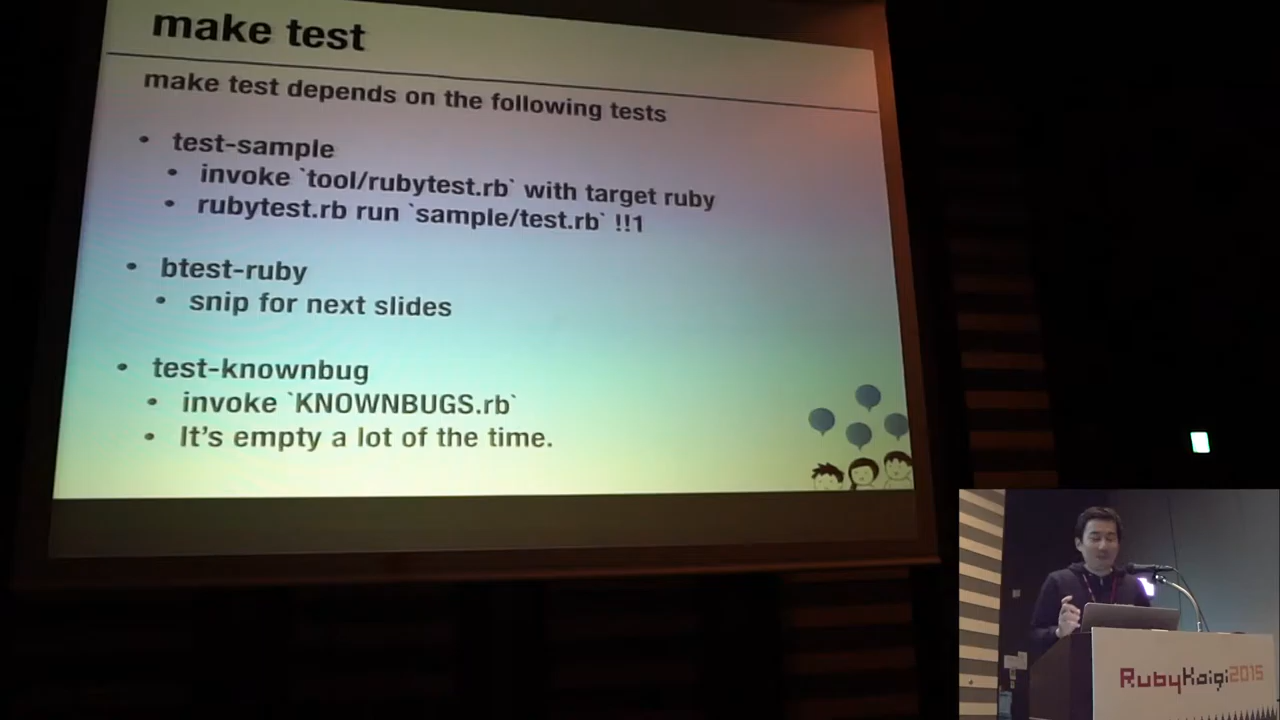 make test
make test depends on the following tests
• test-sample
• invoke `tool/rubytest.rb` with target ruby
• rubytest.rb run `sample/test.rb` !!1
• btest-ruby
• snip for next slides
• test-knownbug
• invoke `KNOWNBUGS.rb`
• It's empty a lot of the time.
RubyKaigi2015